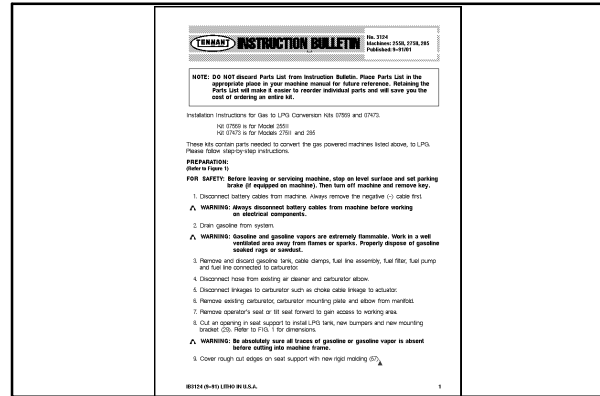 TENNANT INSTRUCTION BULLETIN
No. 3124
Machines: 255II, 275II, 285
Published: 9-91/01
NOTE: DO NOT discard Parts List from Instruction Bulletin. Place Parts List in the
appropriate place in your machine manual for future reference. Retaining the
Parts List will make it easier to reorder individual parts and will save you the
cost of ordering an entire kit.
Installation Instructions for Gas to LPG Conversion Kits 07569 and 07473.
Kit 07569 is for Model 255II
Kit 07473 is for Models 275II and 285
These kits contain parts needed to convert the gas powered machines listed above, to LPG.
Please follow step-by-step instructions.
PREPARATION:
(Refer to Figure 1)
FOR SAFETY: Before leaving or servicing machine, stop on level surface and set parking
brake (if equipped on machine). Then turn off machine and remove key.
1. Disconnect battery cables from machine. Always remove the negative (-) cable first.
WARNING: Always disconnect battery cables from machine before working
on electrical components.
2. Drain gasoline from system.
WARNING: Gasoline and gasoline vapors are extremely flammable. Work in a well
ventilated area away from flames or sparks. Properly dispose of gasoline
soaked rags or sawdust.
3. Remove and discard gasoline tank, cable clamps, fuel line assembly, fuel filter, fuel pump
and fuel line connected to carburetor.
4. Disconnect hose from existing air cleaner and carburetor elbow.
5. Disconnect linkages to carburetor such as choke cable linkage to actuator.
6. Remove existing carburetor, carburetor mounting plate and elbow from manifold.
7. Remove operator's seat or tilt seat forward to gain access to working area.
8. Cut an opening in seat support to install LPG tank, new bumpers and new mounting
bracket (29). Refer to FIG. 1 for dimensions.
WARNING: Be absolutely sure all traces of gasoline or gasoline vapor is absent
before cutting into machine frame.
9. Cover rough cut edges on seat support with new rigid molding (57).
IB3124 (9-91) LITHO IN U.S.A.
1